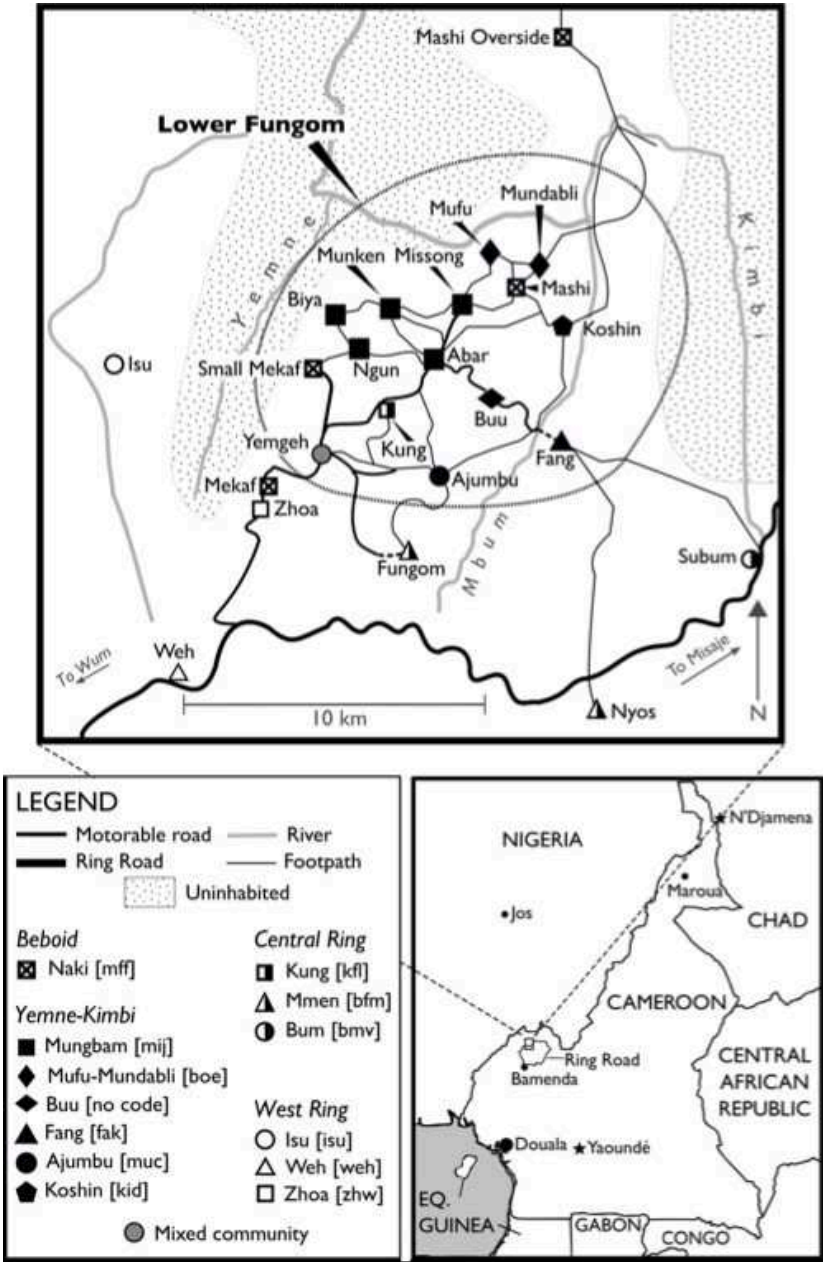 Mashi Overside
Lower Fungom
Mundabli
Mufu
Munken
Missong
Yemne
Kimbi
Mashi
Biya
Koshin
Isu
Small Mekaf
Ngun
Abar
Buu
Kung
Yemgeh
Fang
Mekaf
Ajumbu
Zhoa
Mbum
Fungom
Subum
Weh
To Wum
To Misaje
10 km
Nyos
N
LEGEND
Motorable road
River
Ring Road
Footpath
Uninhabited
Beboid
Naki [mff]
Yemne-Kimbi
Mungbam [mij]
Mufu-Mundabli [boe]
Buu [no code]
Fang [fak]
Ajumbu [muc]
Koshin [kid]
Central Ring
Kung [kfl]
Mmen [bfm]
Bum [bmv]
West Ring
Isu [isu]
Weh [weh]
Zhoa [zhw]
Mixed community
N'Djamena
NIGERIA
Maroua
Jos
CHAD
CAMEROON
Ring Road
Bamenda
CENTRAL
AFRICAN
REPUBLIC
Douala
Yaoundé
EQ.
GUINEA
GABON
CONGO